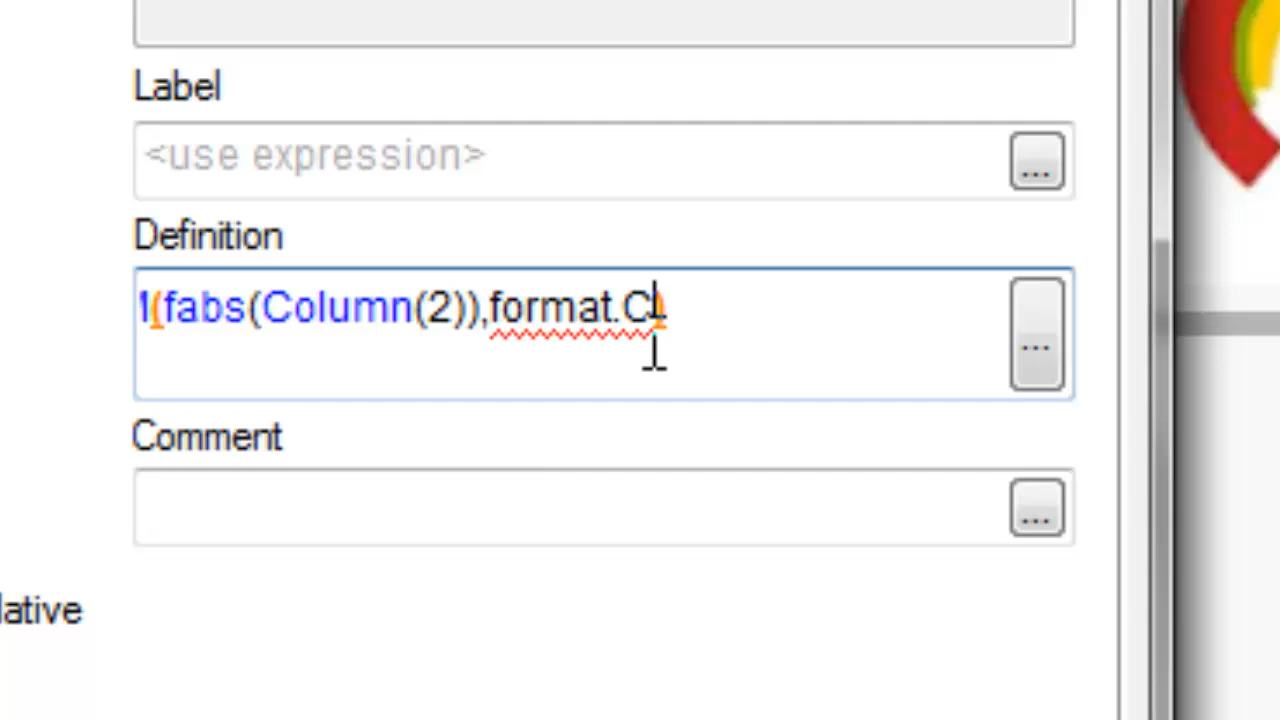 Label
<use expression>
...
Definition
(fabs(Column(2)),format.C)
...
Comment
...
lative